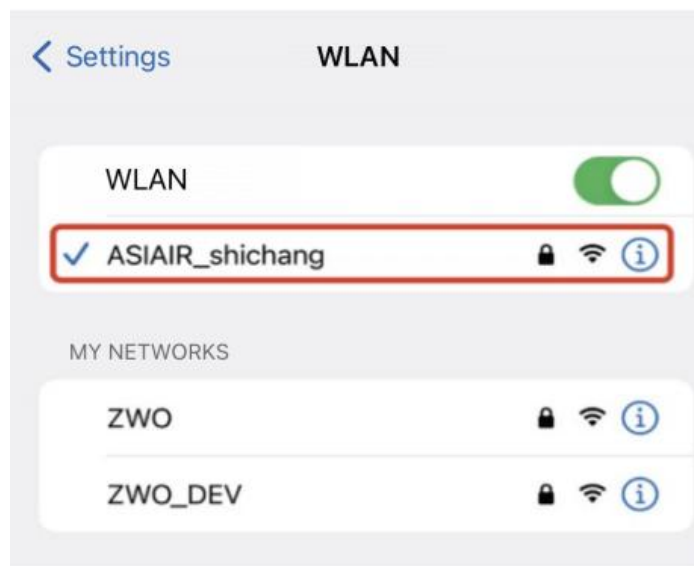 Settings WLAN
WLAN
ASIAIR_shichang
MY NETWORKS
ZWO
ZWO_DEV